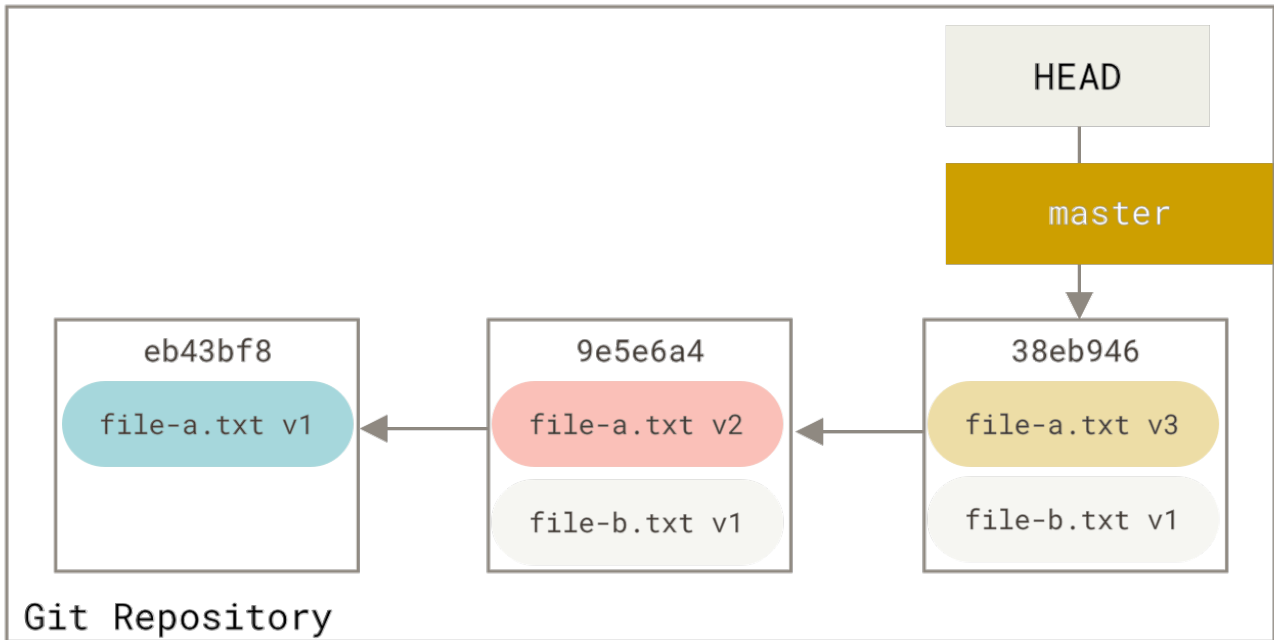 HEAD
master
eb43bf8
9e5e6a4
38eb946
file-a.txt v1
file-a.txt v2
file-a.txt v3
file-b.txt v1
file-b.txt v1
Git Repository